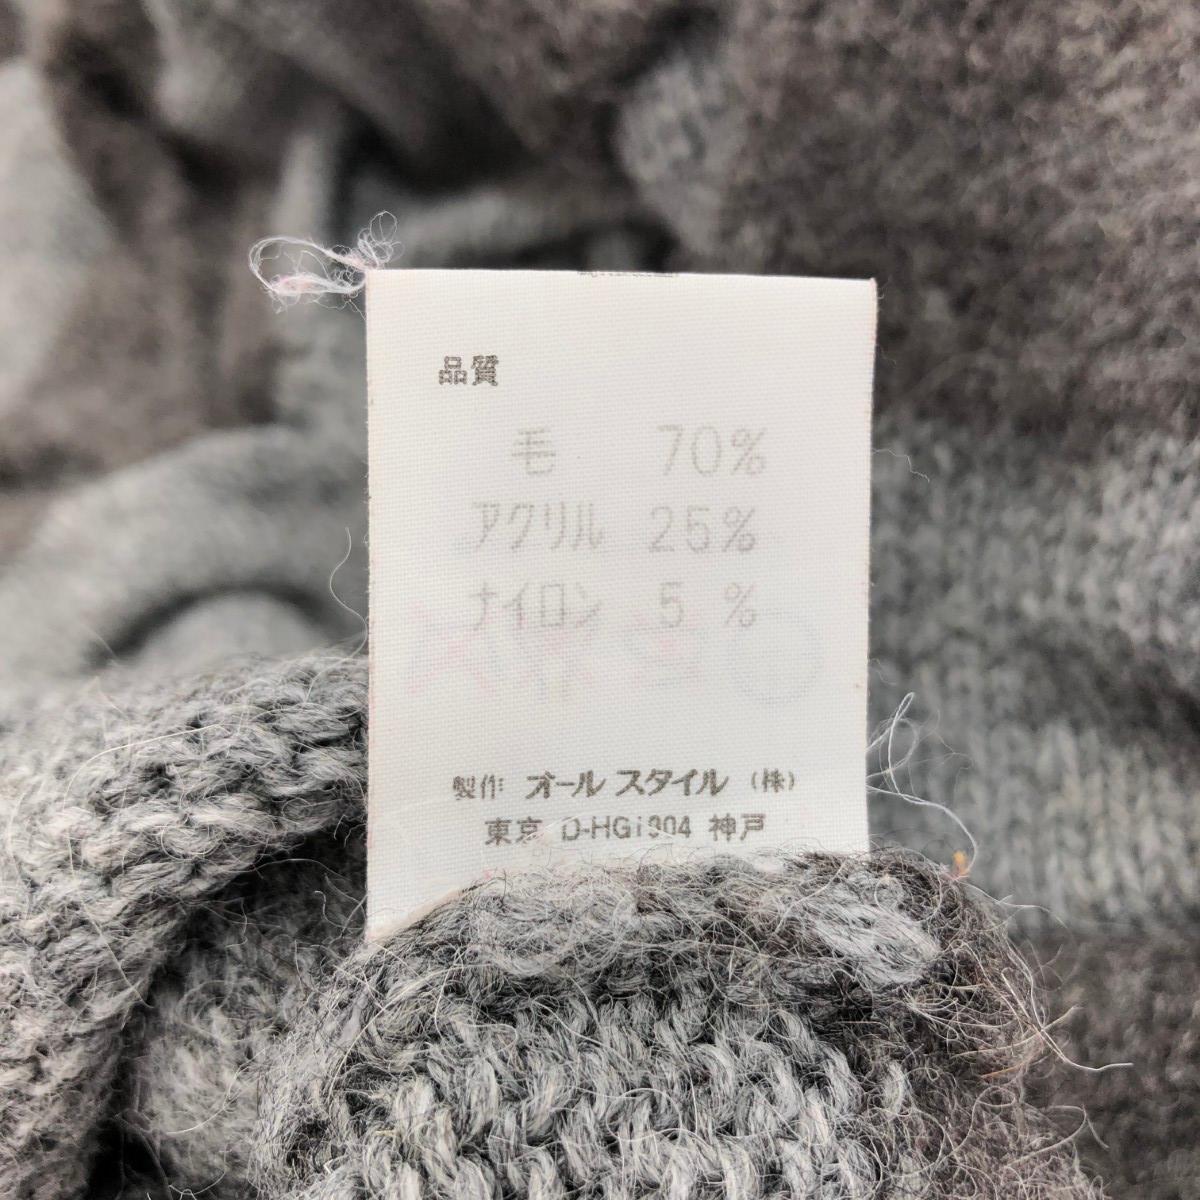 品質
毛 70%
アクリル 25%
ナイロン 5 %
製作 オールスタイル (株)
東京 D-HGi904 神戸